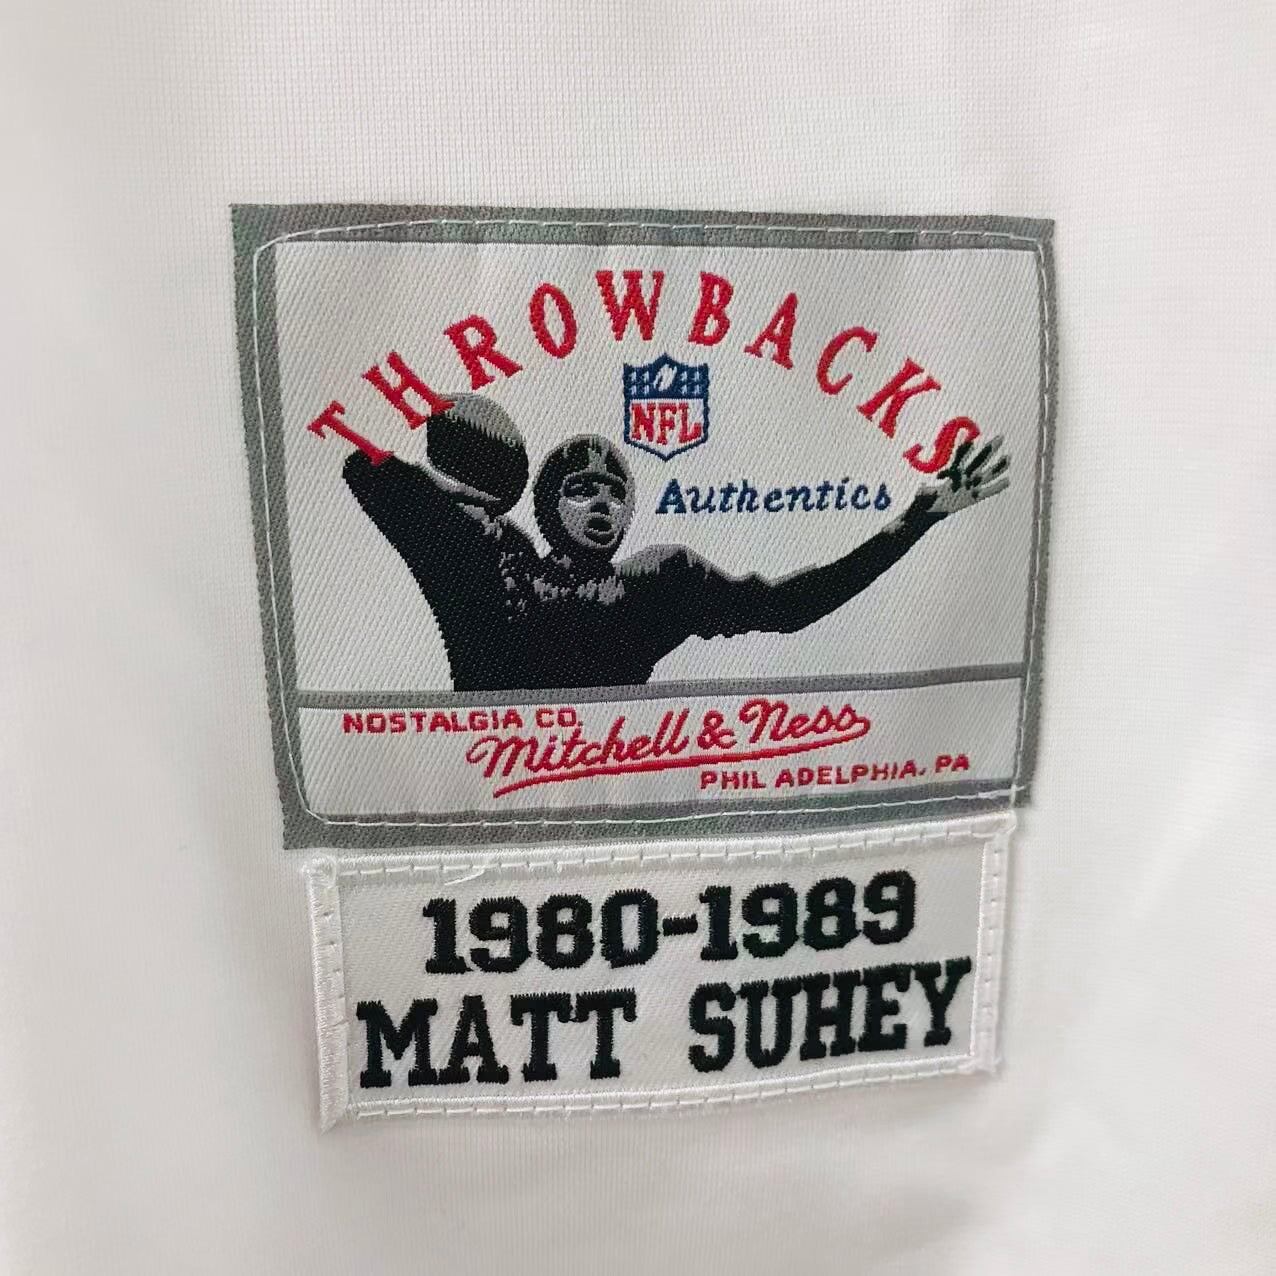 THROWBACKS
NFL
Authentics
NOSTALGIA CO.
Mitchell & Ness
PHIL ADELPHIA, PA
1980-1989
MATT SUHEY